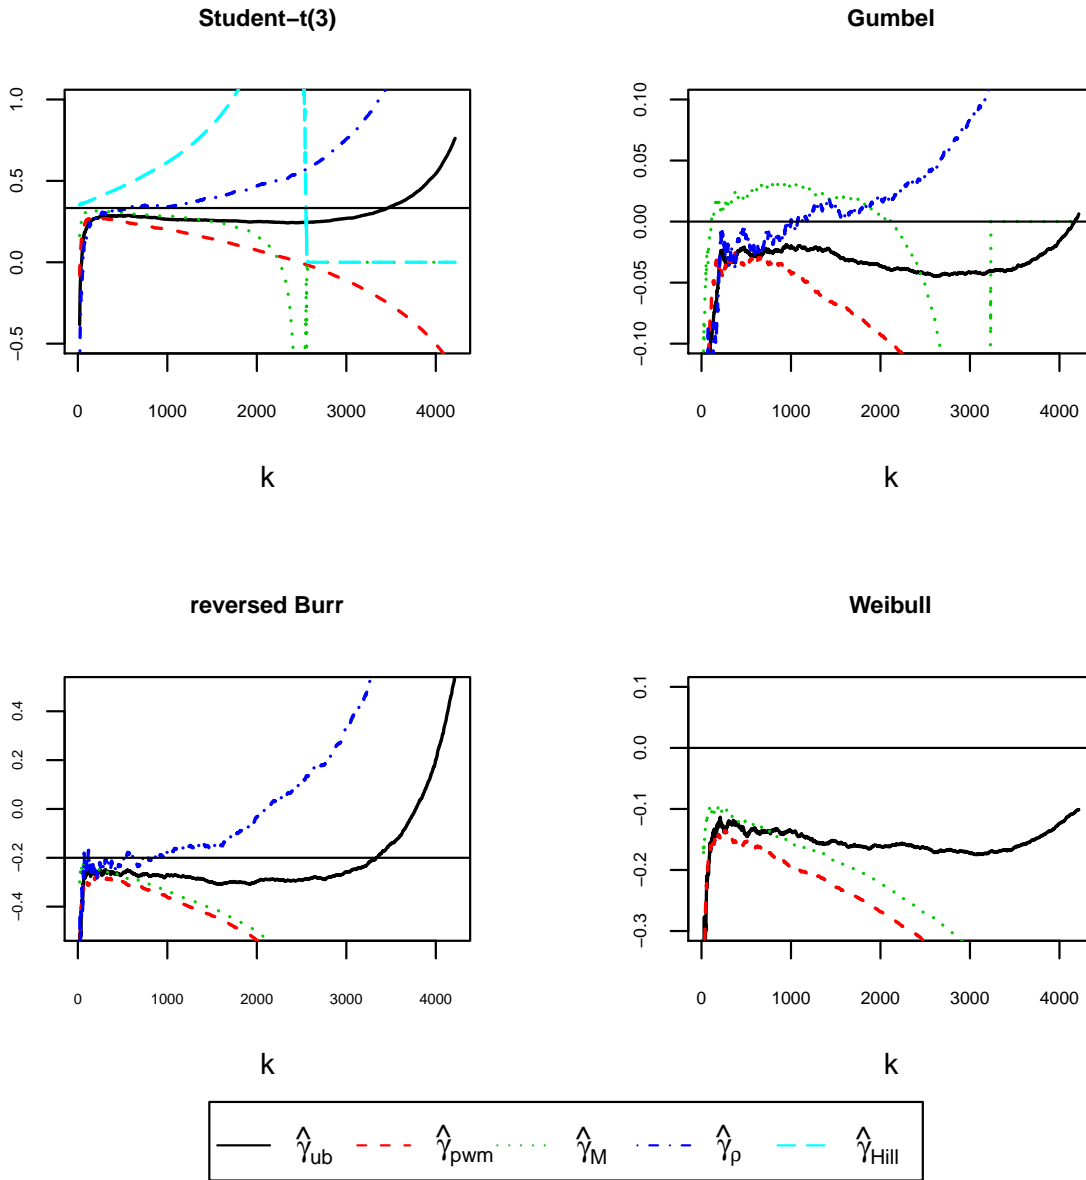 Student−t(3)
1.0
0.5
0.0
−0.5
0 1000 2000 3000 4000
k
Gumbel
0.10
0.05
0.00
−0.05
−0.10
0 1000 2000 3000 4000
k
reversed Burr
0.4
0.2
0.0
−0.2
−0.4
0 1000 2000 3000 4000
k
Weibull
0.1
0.0
−0.1
−0.2
−0.3
0 1000 2000 3000 4000
k
γ̂ub γ̂pwm γ̂M γ̂ρ γ̂Hill